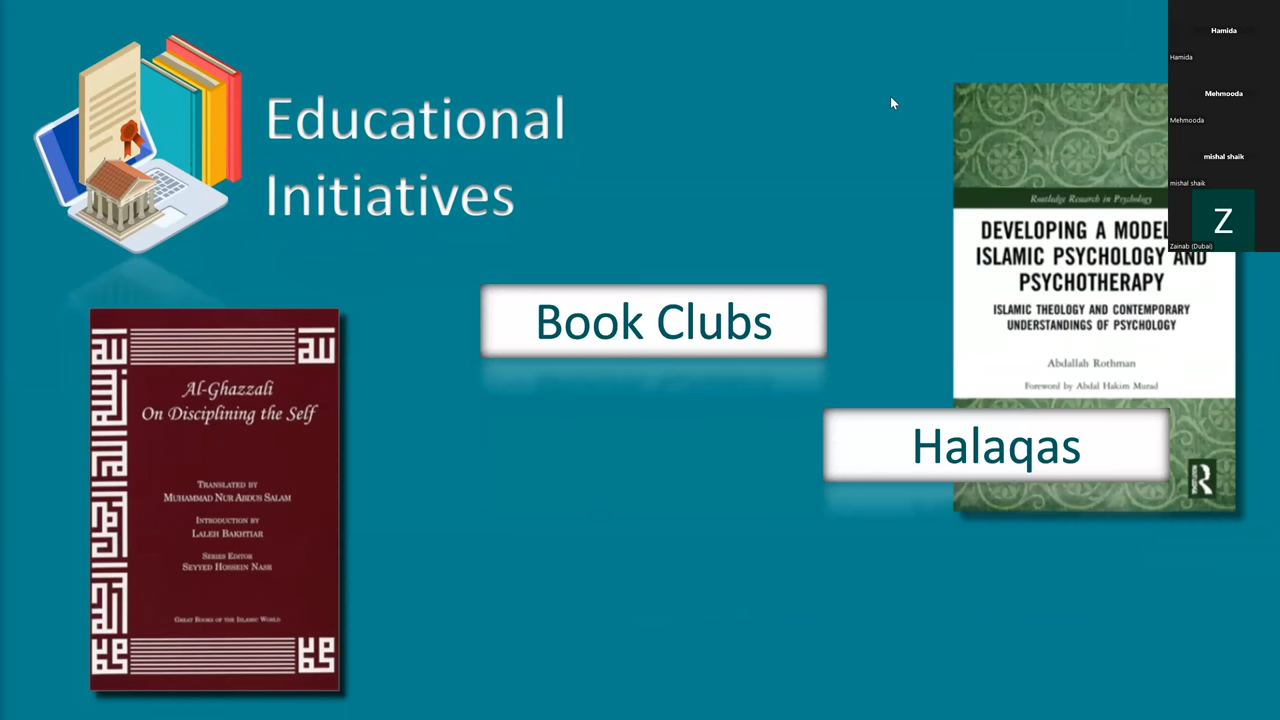 Educational
Initiatives
Book Clubs
Halaqas
Al-Ghazzali
On Disciplining the Self
TRANSLATED BY
MUHAMMAD NUR ABDUS SALAM
INTRODUCTION BY
LALEH BAKHTIAR
SERIES EDITOR
SEYYED HOSSEIN NASR
GREAT BOOKS OF THE ISLAMIC WORLD
Routledge Research in Psychology
DEVELOPING A MODEL
ISLAMIC PSYCHOLOGY AND
PSYCHOTHERAPY
ISLAMIC THEOLOGY AND CONTEMPORARY
UNDERSTANDINGS OF PSYCHOLOGY
Abdallah Rothman
Foreword by Abdal Hakim Murad
R
ROUTLEDGE
Hamida
Hamida
Mehmooda
Mehmooda
mishal shaik
mishal shaik
Z
Zainab (Dubai)